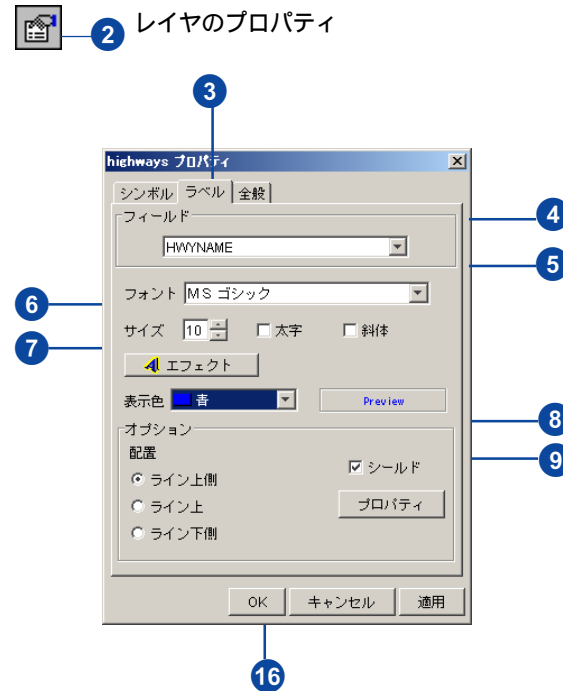 2 レイヤのプロパティ
3
highways プロパティ
シンボル ラベル 全般
フィールド
4
HWYNAME
5
フォント MS ゴシック
6
サイズ 10 太字 斜体
7
エフェクト
表示色 青 Preview
8
オプション
配置
シールド
9
ライン上側
プロパティ
ライン上
ライン下側
OK キャンセル 適用
16